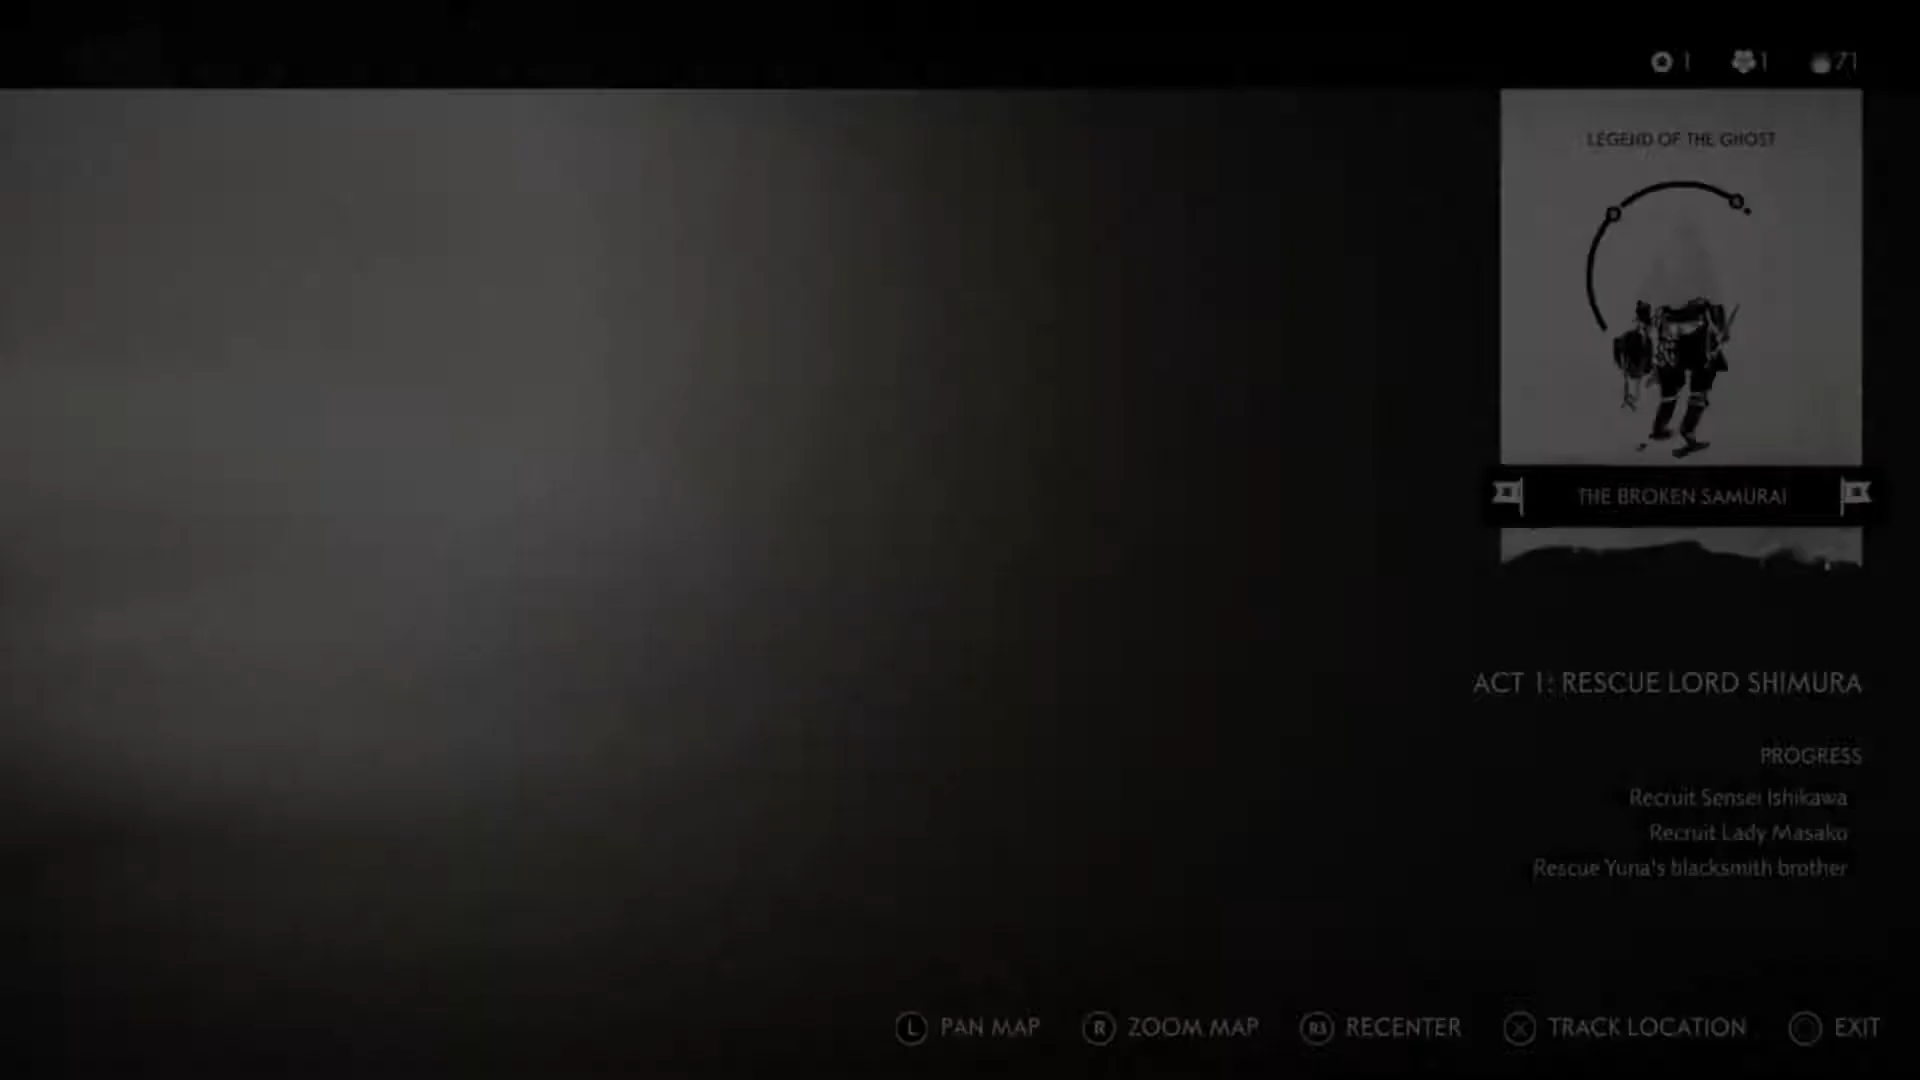 1 1 71
LEGEND OF THE GHOST
THE BROKEN SAMURAI
ACT 1: RESCUE LORD SHIMURA
PROGRESS
Recruit Sensei Ishikawa
Recruit Lady Masako
Rescue Yuna's blacksmith brother
L PAN MAP R ZOOM MAP R3 RECENTER TRACK LOCATION EXIT